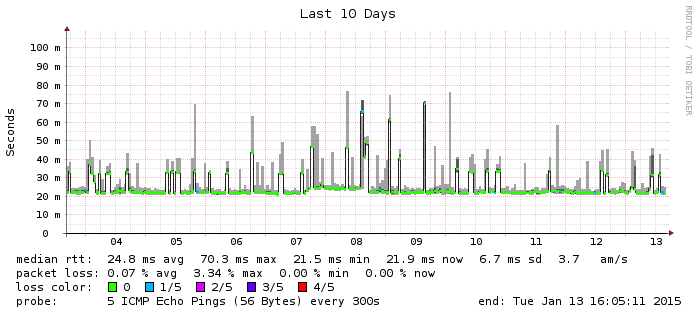 Last 10 Days
RRDTOOL / TOBI OETIKER
Seconds
100 m
90 m
80 m
70 m
60 m
50 m
40 m
30 m
20 m
10 m
0
04 05 06 07 08 09 10 11 12 13
median rtt: 24.8 ms avg 70.3 ms max 21.5 ms min 21.9 ms now 6.7 ms sd 3.7 am/s
packet loss: 0.07 % avg 3.34 % max 0.00 % min 0.00 % now
loss color: 0 1/5 2/5 3/5 4/5
probe: 5 ICMP Echo Pings (56 Bytes) every 300s end: Tue Jan 13 16:05:11 2015